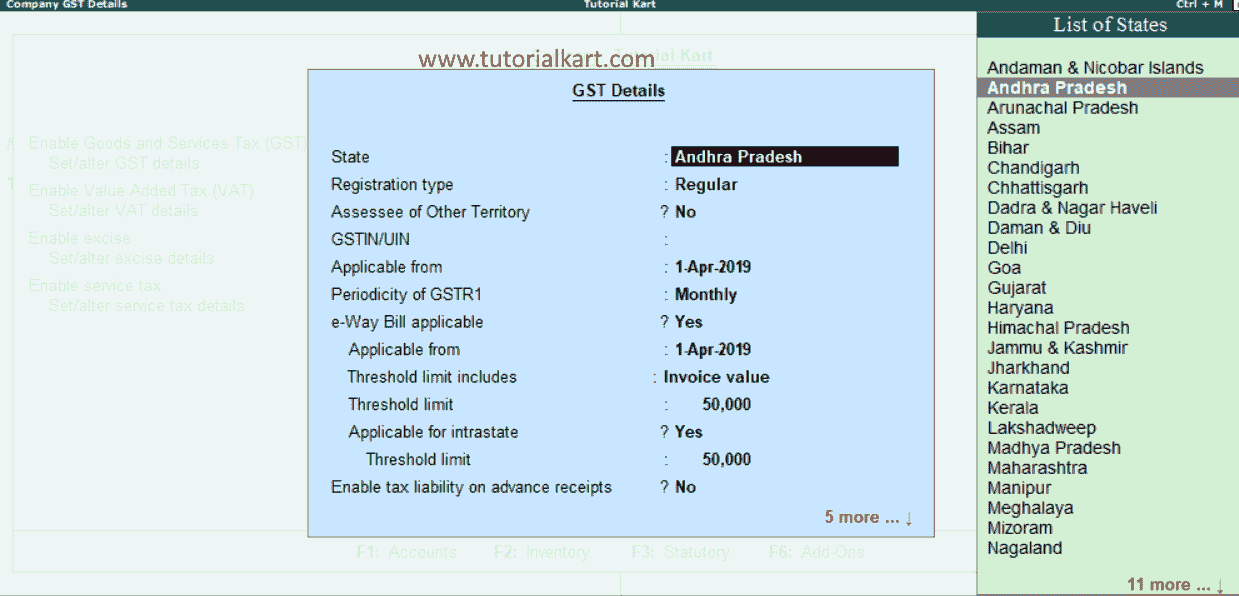 Company GST Details Tutorial Kart Ctrl + M
www.tutorialkart.com
GST Details
State : Andhra Pradesh
Registration type : Regular
Assessee of Other Territory ? No
GSTIN/UIN :
Applicable from : 1-Apr-2019
Periodicity of GSTR1 : Monthly
e-Way Bill applicable ? Yes
Applicable from : 1-Apr-2019
Threshold limit includes : Invoice value
Threshold limit : 50,000
Applicable for intrastate ? Yes
Threshold limit : 50,000
Enable tax liability on advance receipts ? No
5 more ... ↓
Enable Goods and Services Tax (GST)
Set/alter GST details
Enable Value Added Tax (VAT)
Set/alter VAT details
Enable excise
Set/alter excise details
Enable service tax
Set/alter service tax details
F1: Accounts F2: Inventory F3: Statutory F6: Add-Ons
List of States
Andaman & Nicobar Islands
Andhra Pradesh
Arunachal Pradesh
Assam
Bihar
Chandigarh
Chhattisgarh
Dadra & Nagar Haveli
Daman & Diu
Delhi
Goa
Gujarat
Haryana
Himachal Pradesh
Jammu & Kashmir
Jharkhand
Karnataka
Kerala
Lakshadweep
Madhya Pradesh
Maharashtra
Manipur
Meghalaya
Mizoram
Nagaland
11 more ... ↓